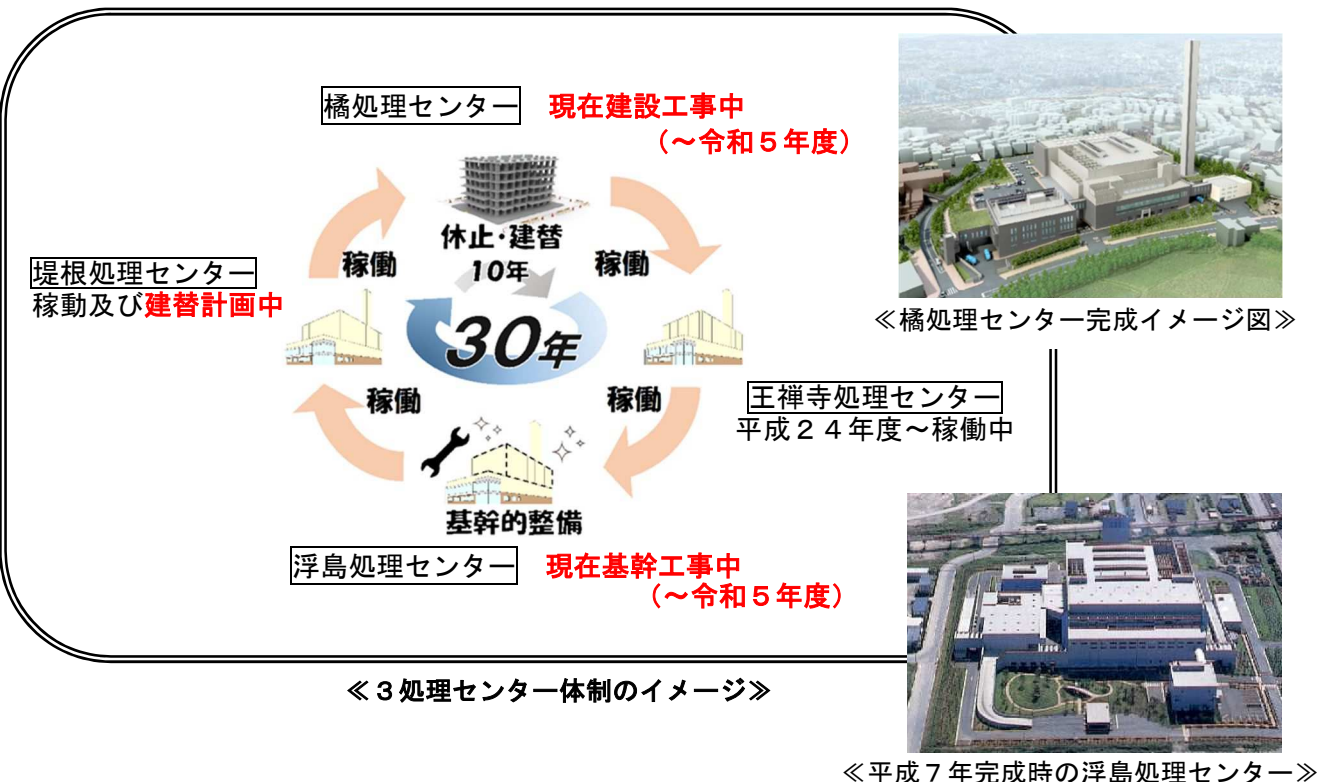 橘処理センター 現在建設工事中
(～令和５年度)
休止・建替
10年
稼働
稼働
堤根処理センター
稼動及び建替計画中
30年
≪橘処理センター完成イメージ図≫
稼働
稼働
王禅寺処理センター
平成２４年度～稼働中
基幹的整備
浮島処理センター 現在基幹工事中
(～令和５年度)
≪３処理センター体制のイメージ≫
≪平成７年完成時の浮島処理センター≫